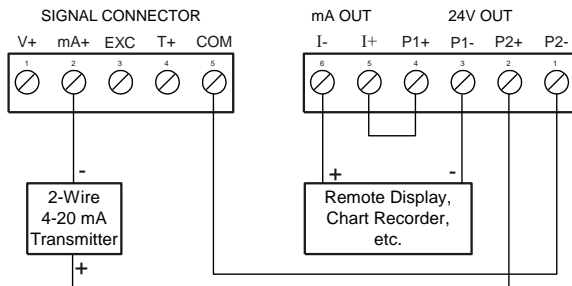 SIGNAL CONNECTOR
mA OUT 24V OUT
V+ mA+ EXC T+ COM
I- I+ P1+ P1- P2+ P2-
1 2 3 4 5
6 5 4 3 2 1
- + -
2-Wire
4-20 mA
Transmitter
Remote Display,
Chart Recorder,
etc.
+